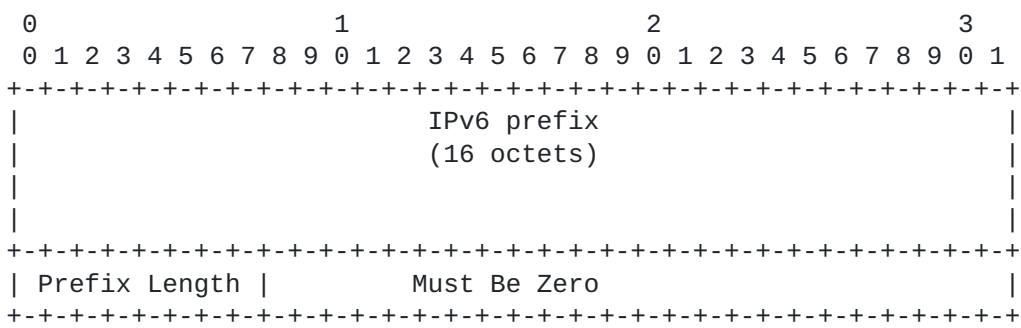 0                   1                   2                   3
 0 1 2 3 4 5 6 7 8 9 0 1 2 3 4 5 6 7 8 9 0 1 2 3 4 5 6 7 8 9 0 1
+-+-+-+-+-+-+-+-+-+-+-+-+-+-+-+-+-+-+-+-+-+-+-+-+-+-+-+-+-+-+-+-+
|                          IPv6 prefix                          |
|                          (16 octets)                          |
|                                                               |
|                                                               |
+-+-+-+-+-+-+-+-+-+-+-+-+-+-+-+-+-+-+-+-+-+-+-+-+-+-+-+-+-+-+-+-+
| Prefix Length |         Must Be Zero                          |
+-+-+-+-+-+-+-+-+-+-+-+-+-+-+-+-+-+-+-+-+-+-+-+-+-+-+-+-+-+-+-+-+